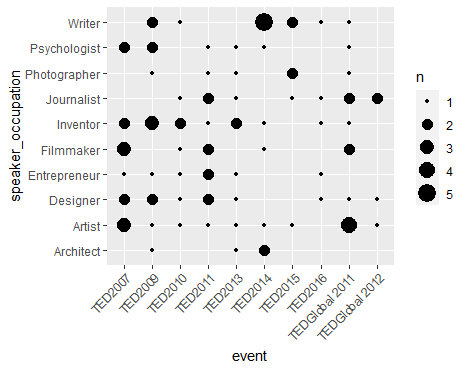 Writer
Psychologist
Photographer
Journalist
Inventor
Filmmaker
Entrepreneur
Designer
Artist
Architect
speaker_occupation
TED2007
TED2009
TED2010
TED2011
TED2013
TED2014
TED2015
TED2016
TEDGlobal 2011
TEDGlobal 2012
event
n
1
2
3
4
5